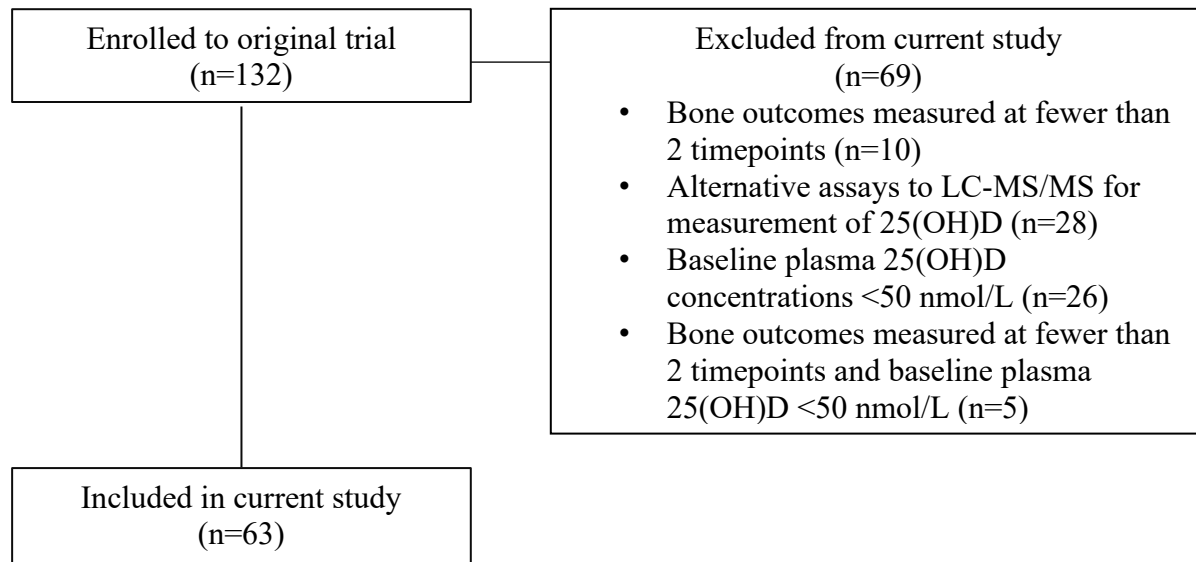 Enrolled to original trial
(n=132)
Excluded from current study
(n=69)
• Bone outcomes measured at fewer than
2 timepoints (n=10)
• Alternative assays to LC-MS/MS for
measurement of 25(OH)D (n=28)
• Baseline plasma 25(OH)D
concentrations <50 nmol/L (n=26)
• Bone outcomes measured at fewer than
2 timepoints and baseline plasma
25(OH)D <50 nmol/L (n=5)
Included in current study
(n=63)